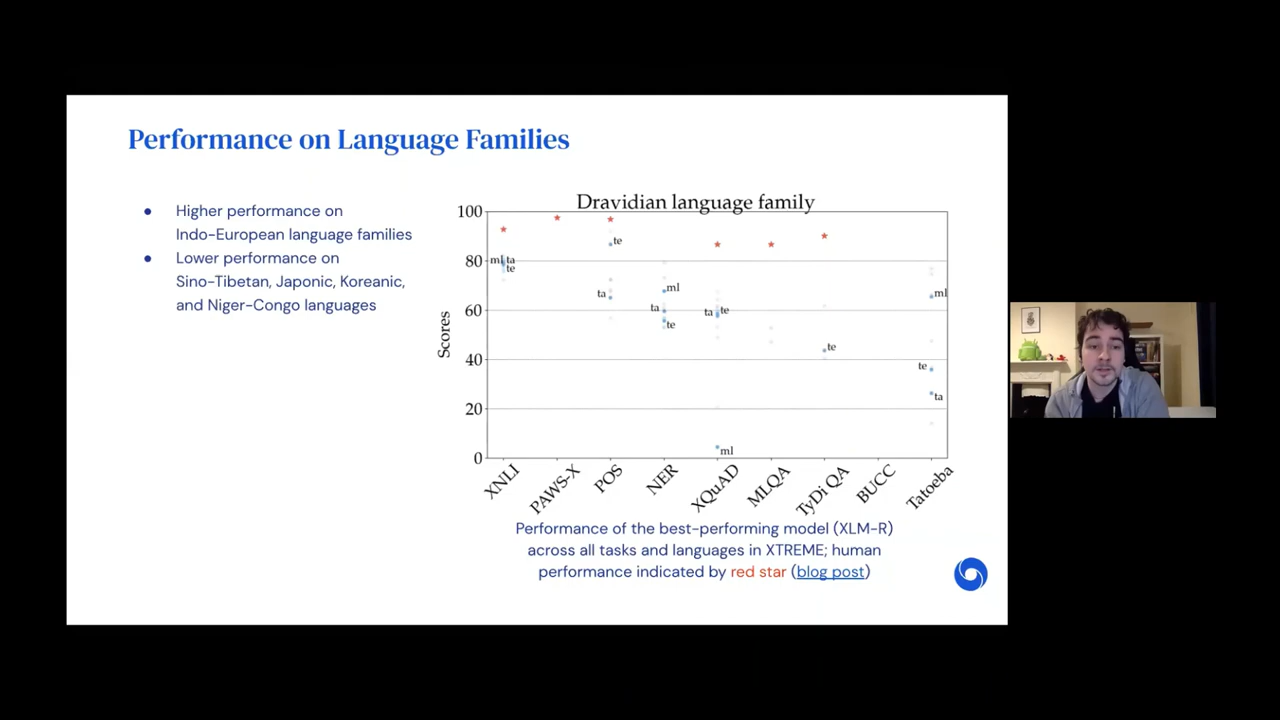 Performance on Language Families
● Higher performance on
Indo-European language families
● Lower performance on
Sino-Tibetan, Japonic, Koreanic,
and Niger-Congo languages
Dravidian language family
Scores
100
80
60
40
20
0
ml ta
te
te
ta
ml
ta
te
ta te
ml
te
ml
te
ta
XNLI
PAWS-X
POS
NER
XQuAD
MLQA
TyDi QA
BUCC
Tatoeba
Performance of the best-performing model (XLM-R)
across all tasks and languages in XTREME; human
performance indicated by red star (blog post)